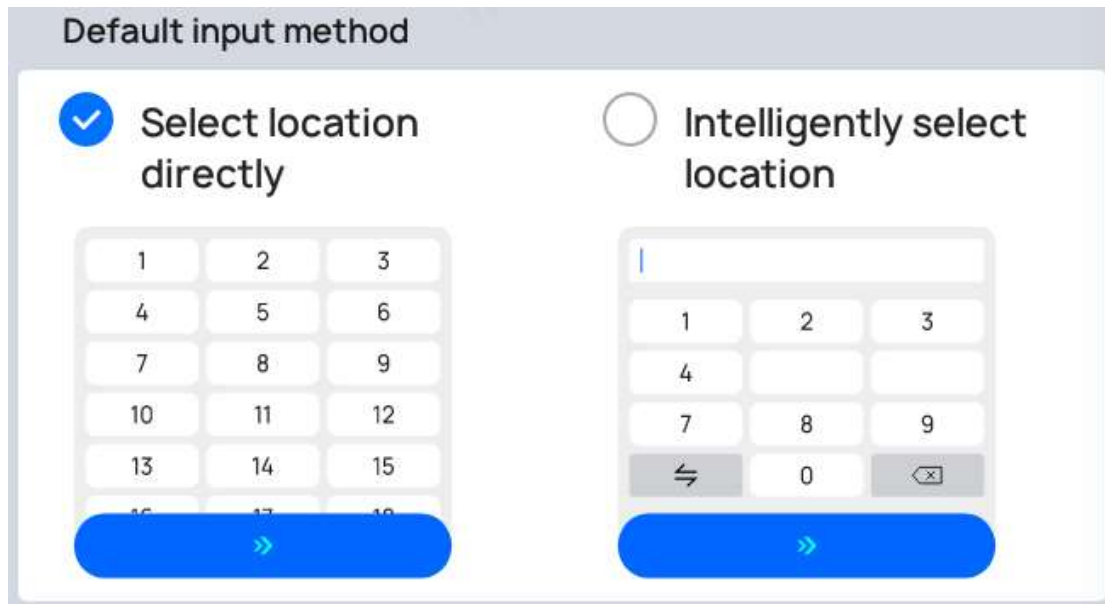 Default input method
Select location
directly
Intelligently select
location
1 2 3
4 5 6
7 8 9
10 11 12
13 14 15
1 2 3
4
7 8 9
0